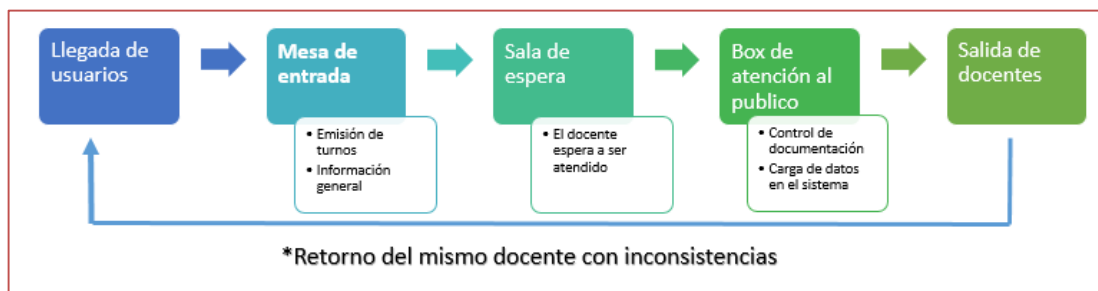 Llegada de
usuarios
Mesa de
entrada
• Emisión de
turnos
• Información
general
Sala de
espera
• El docente
espera a ser
atendido
Box de
atención al
publico
• Control de
documentación
• Carga de datos
en el sistema
Salida de
docentes
*Retorno del mismo docente con inconsistencias